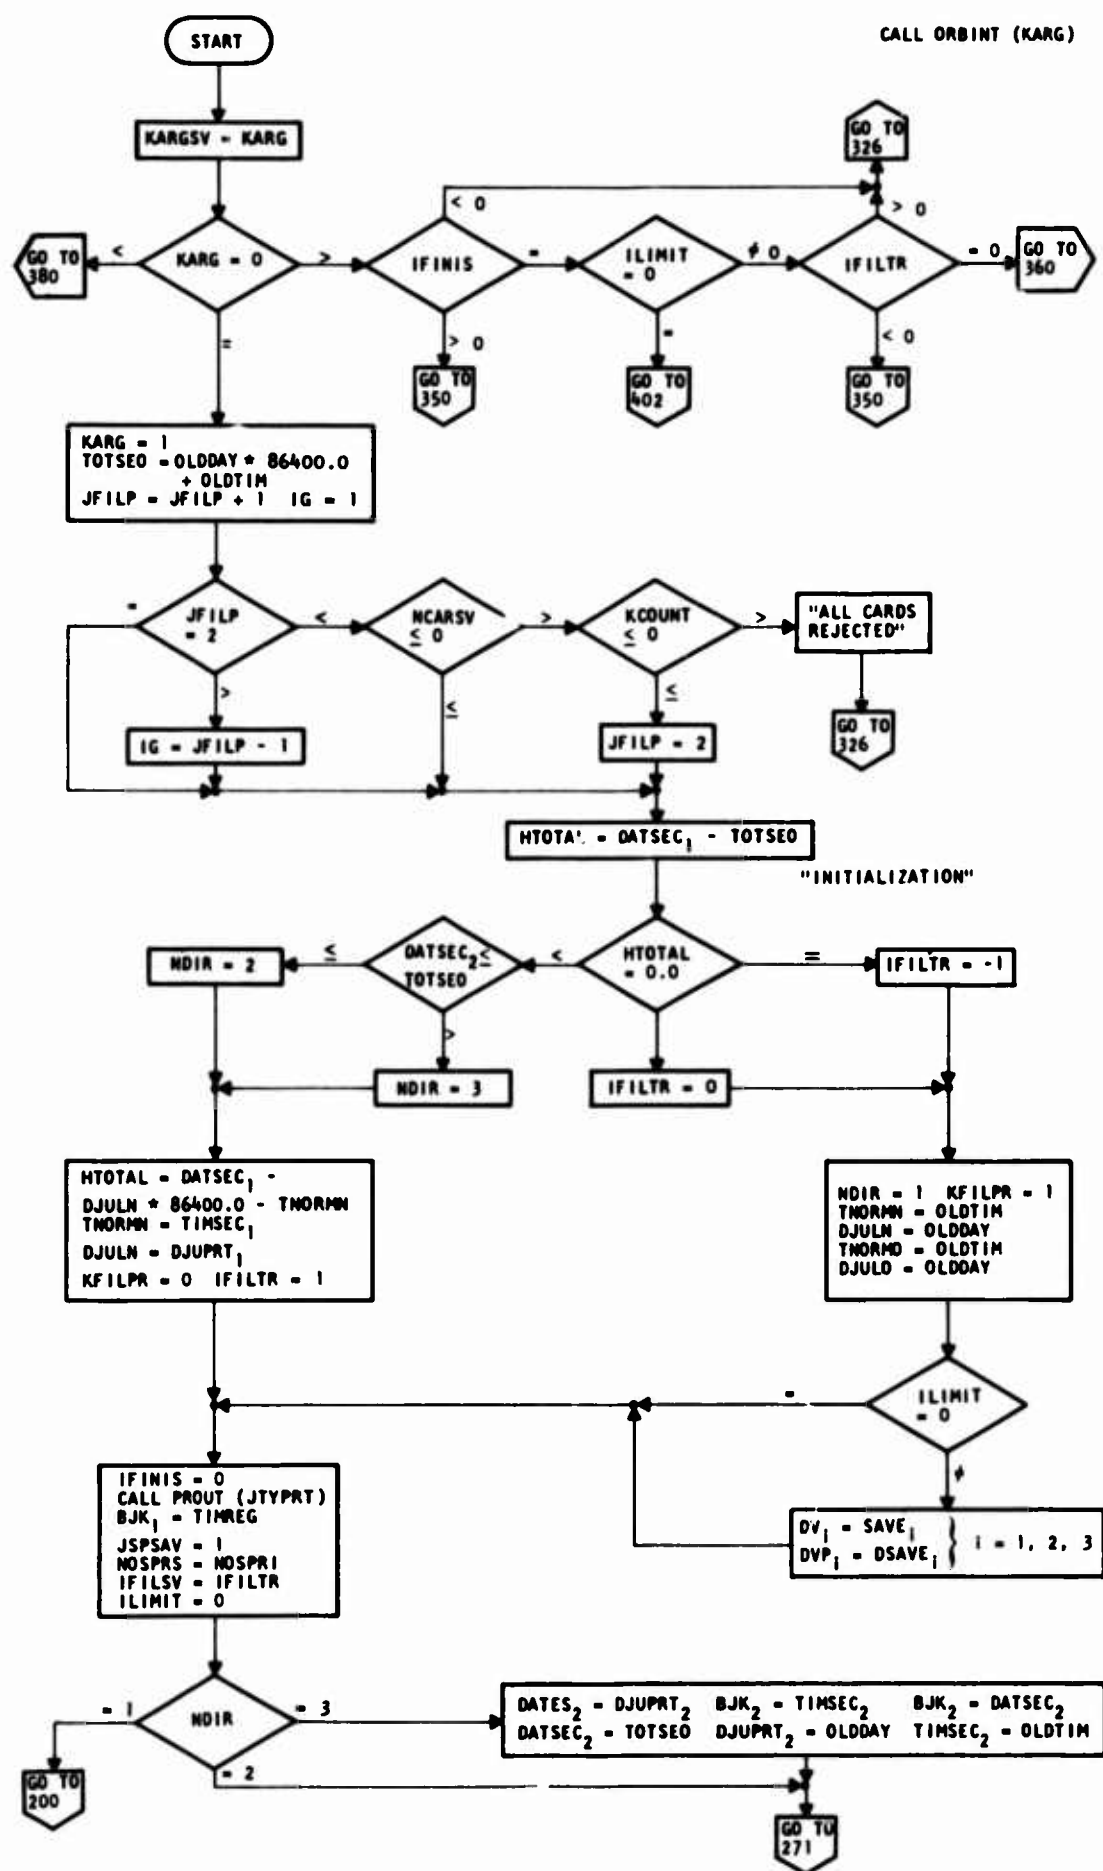 START
CALL ORBINT (KARG)
KARGSV = KARG
GO TO
326
< 0
> 0
GO TO
380
<
KARG = 0
>
IFINIS
=
ILIMIT
= 0
≠ 0
IFILTR
= 0
GO TO
360
=
> 0
=
< 0
GO TO
350
GO TO
402
GO TO
350
KARG = 1
TOTSEO = OLDDAY * 86400.0
+ OLDTIM
JFILP = JFILP + 1 IG = 1
=
JFILP
= 2
<
NCARSV
≤ 0
>
KCOUNT
≤ 0
>
"ALL CARDS
REJECTED"
>
≤
≤
IG = JFILP - 1
JFILP = 2
GO TO
326
HTOTA' = DATSEC₁ - TOTSEO
"INITIALIZATION"
NDIR = 2
≤
DATSEC₂ ≤
TOTSEO
<
HTOTAL
= 0.0
=
IFILTR = -1
>
NDIR = 3
IFILTR = 0
HTOTAL = DATSEC₁ -
DJULN * 86400.0 - TNORMN
TNORMN = TIMSEC₁
DJULN = DJUPRT₁
KFILPR = 0 IFILTR = 1
NDIR = 1 KFILPR = 1
TNORMN = OLDTIM
DJULN = OLDDAY
TNORMO = OLDTIM
DJULO = OLDDAY
=
ILIMIT
= 0
≠
IFINIS = 0
CALL PROUT (JTYPRT)
BJK₁ = TIMREG
JSPSAV = 1
NOSPRS = NOSPRI
IFILSV = IFILTR
ILIMIT = 0
DVᵢ = SAVEᵢ
DVPᵢ = DSAVEᵢ } i = 1, 2, 3
= 1
NDIR
= 3
= 2
DATES₂ = DJUPRT₂ BJK₂ = TIMSEC₂ BJK₂ = DATSEC₂
DATSEC₂ = TOTSEO DJUPRT₂ = OLDDAY TIMSEC₂ = OLDTIM
GO TO
200
GO TO
271